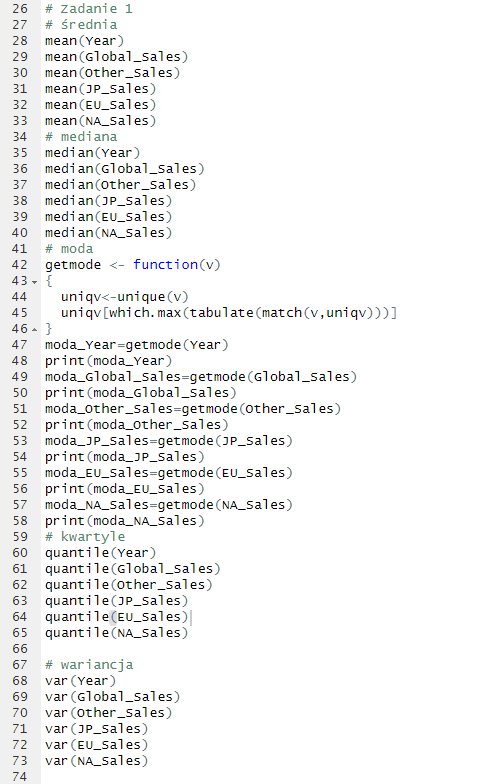 26 # Zadanie 1
27 # średnia
28 mean(Year)
29 mean(Global_Sales)
30 mean(Other_Sales)
31 mean(JP_Sales)
32 mean(EU_Sales)
33 mean(NA_Sales)
34 # mediana
35 median(Year)
36 median(Global_Sales)
37 median(Other_Sales)
38 median(JP_Sales)
39 median(EU_Sales)
40 median(NA_Sales)
41 # moda
42 getmode <- function(v)
43 {
44   uniqv<-unique(v)
45   uniqv[which.max(tabulate(match(v,uniqv)))]
46 }
47 moda_Year=getmode(Year)
48 print(moda_Year)
49 moda_Global_Sales=getmode(Global_Sales)
50 print(moda_Global_Sales)
51 moda_Other_Sales=getmode(Other_Sales)
52 print(moda_Other_Sales)
53 moda_JP_Sales=getmode(JP_Sales)
54 print(moda_JP_Sales)
55 moda_EU_Sales=getmode(EU_Sales)
56 print(moda_EU_Sales)
57 moda_NA_Sales=getmode(NA_Sales)
58 print(moda_NA_Sales)
59 # kwartyle
60 quantile(Year)
61 quantile(Global_Sales)
62 quantile(Other_Sales)
63 quantile(JP_Sales)
64 quantile(EU_Sales)
65 quantile(NA_Sales)
66
67 # wariancja
68 var(Year)
69 var(Global_Sales)
70 var(Other_Sales)
71 var(JP_Sales)
72 var(EU_Sales)
73 var(NA_Sales)
74